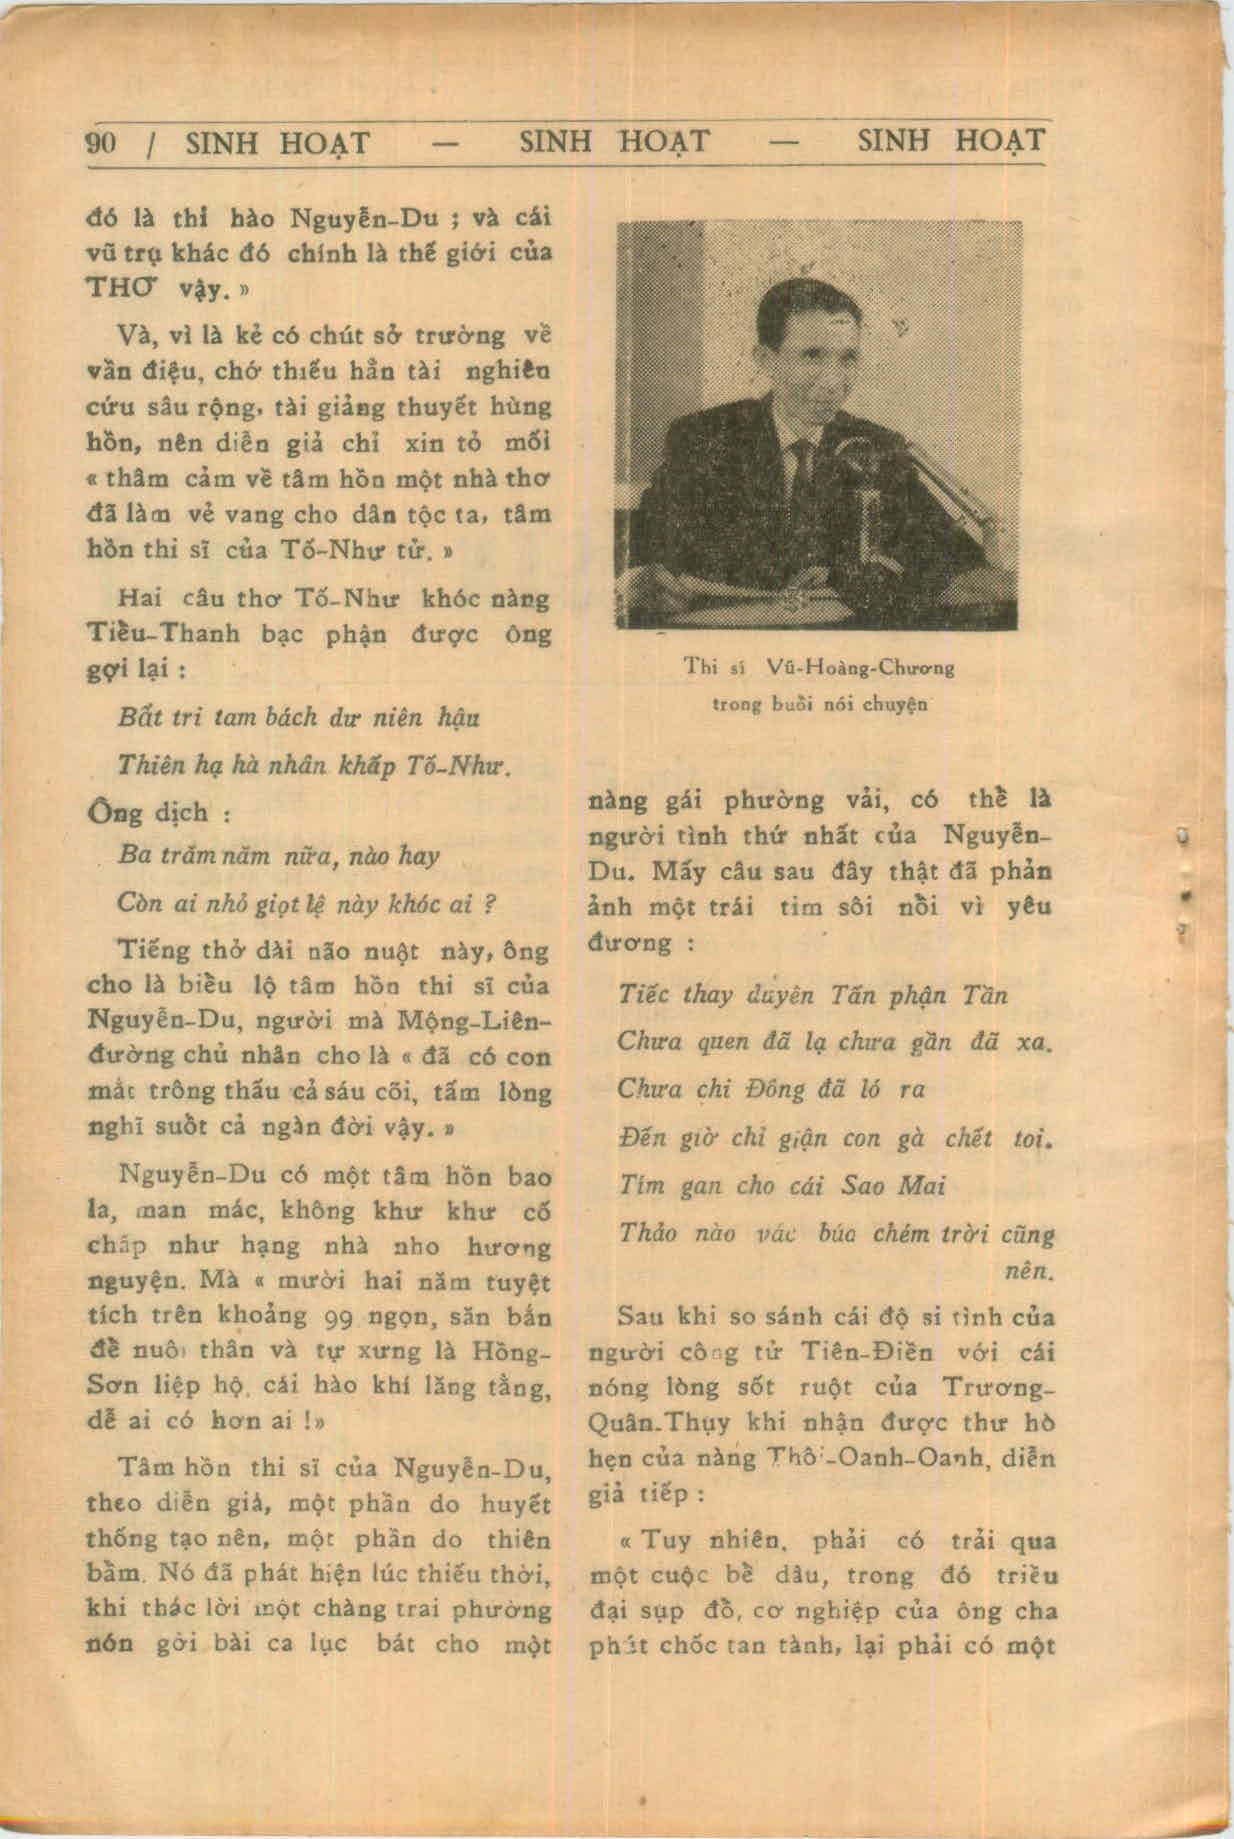 90 / SINH HOẠT — SINH HOẠT — SINH HOẠT
đó là thi hào Nguyễn-Du ; và cái
vũ trụ khác đó chính là thế giới của
THƠ vậy. »
Và, vì là kẻ có chút sở trường về
vần điệu, chớ thiếu hẳn tài nghiên
cứu sâu rộng, tài giảng thuyết hùng
hồn, nên diễn giả chỉ xin tỏ mối
« thâm cảm về tâm hồn một nhà thơ
đã làm vẻ vang cho dân tộc ta, tâm
hồn thi sĩ của Tố-Như tử. »
Hai câu thơ Tố-Như khóc nàng
Tiểu-Thanh bạc phận được ông
gợi lại :
Bất tri tam bách dư niên hậu
Thiên hạ hà nhân khấp Tố-Như.
Ông dịch :
Ba trăm năm nữa, nào hay
Còn ai nhỏ giọt lệ này khóc ai ?
Tiếng thở dài não nuột này, ông
cho là biểu lộ tâm hồn thi sĩ của
Nguyễn-Du, người mà Mộng-Liên-
đường chủ nhân cho là « đã có con
mắt trông thấu cả sáu cõi, tấm lòng
nghĩ suốt cả ngàn đời vậy. »
Nguyễn-Du có một tâm hồn bao
la, man mác, không khư khư cố
chấp như hạng nhà nho hương
nguyện. Mà « mười hai năm tuyệt
tích trên khoảng 99 ngọn, săn bắn
để nuôi thân và tự xưng là Hồng-
Sơn liệp hộ, cái hào khí lăng tằng,
dễ ai có hơn ai !»
Tâm hồn thi sĩ của Nguyễn-Du,
theo diễn giả, một phần do huyết
thống tạo nên, một phần do thiên
bẩm. Nó đã phát hiện lúc thiếu thời,
khi thác lời một chàng trai phường
nón gởi bài ca lục bát cho một
Thi sĩ Vũ-Hoàng-Chương
trong buổi nói chuyện
nàng gái phường vải, có thể là
người tình thứ nhất của Nguyễn-
Du. Mấy câu sau đây thật đã phản
ảnh một trái tim sôi nổi vì yêu
đương :
Tiếc thay duyên Tấn phận Tần
Chưa quen đã lạ chưa gần đã xa.
Chưa chi Đông đã ló ra
Đến giờ chỉ giận con gà chết toi.
Tím gan cho cái Sao Mai
Thảo nào vác búa chém trời cũng
nên.
Sau khi so sánh cái độ si tình của
người công tử Tiên-Điền với cái
nóng lòng sốt ruột của Trương-
Quân-Thụy khi nhận được thư hò
hẹn của nàng Thôi-Oanh-Oanh, diễn
giả tiếp :
« Tuy nhiên, phải có trải qua
một cuộc bể dâu, trong đó triều
đại sụp đổ, cơ nghiệp của ông cha
phút chốc tan tành, lại phải có một